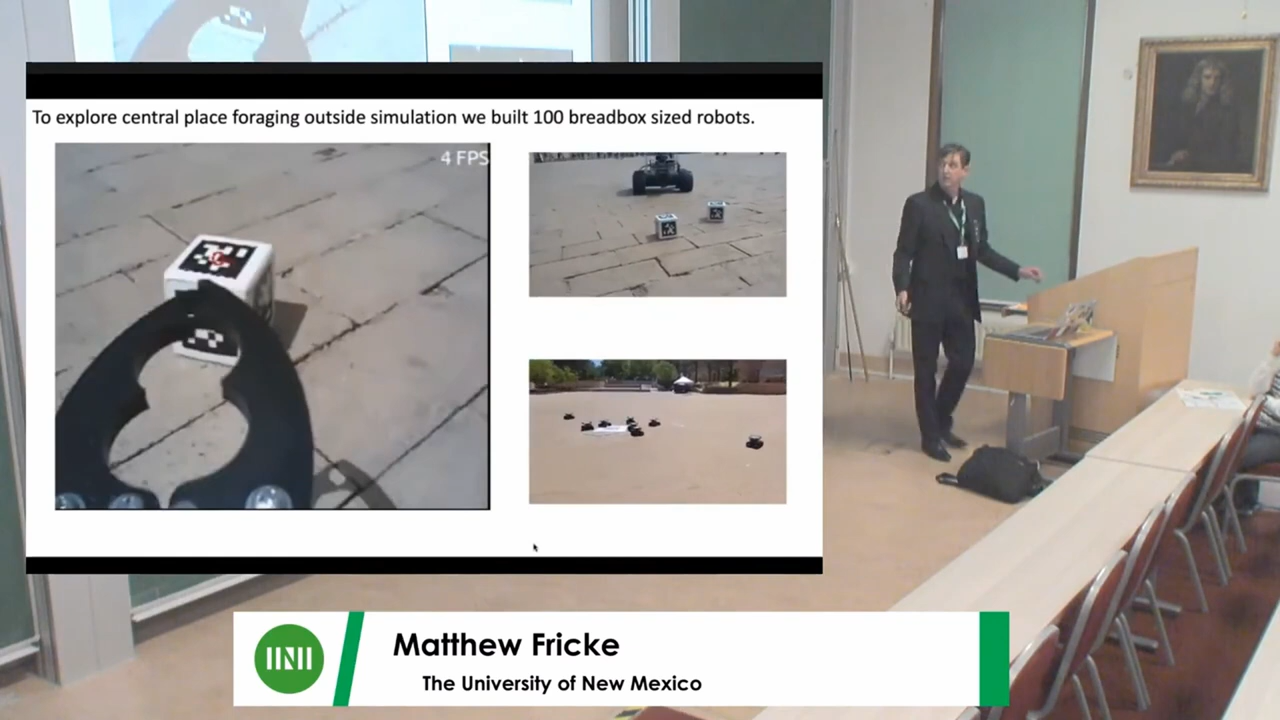 To explore central place foraging outside simulation we built 100 breadbox sized robots.
4 FPS
Matthew Fricke
The University of New Mexico